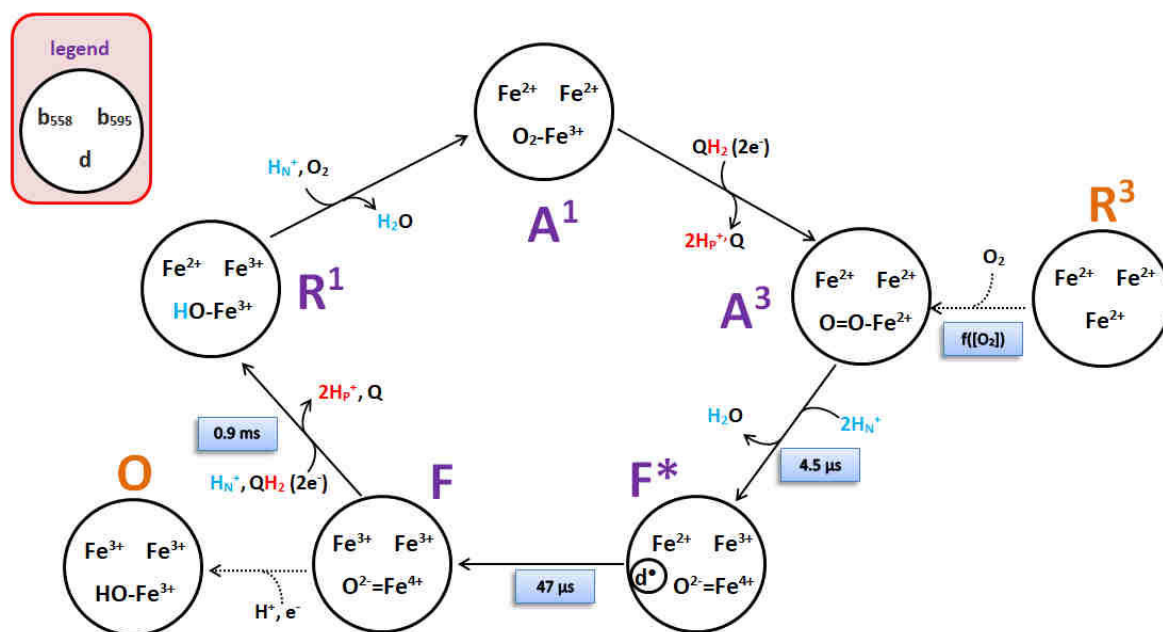 legend
b₅₅₈ b₅₉₅
d
Fe²⁺ Fe²⁺
O₂-Fe³⁺
A¹
Hₙ⁺, O₂
H₂O
QH₂ (2e⁻)
2Hₚ⁺, Q
Fe²⁺ Fe³⁺
HO-Fe³⁺
R¹
Fe²⁺ Fe²⁺
O=O-Fe²⁺
A³
O₂
f([O₂])
R³
Fe²⁺ Fe²⁺
Fe²⁺
H₂O
2Hₙ⁺
4.5 µs
F*
Fe²⁺ Fe³⁺
d• O²⁻=Fe⁴⁺
47 µs
F
Fe³⁺ Fe³⁺
O²⁻=Fe⁴⁺
2Hₚ⁺, Q
0.9 ms
Hₙ⁺, QH₂ (2e⁻)
H⁺, e⁻
O
Fe³⁺ Fe³⁺
HO-Fe³⁺